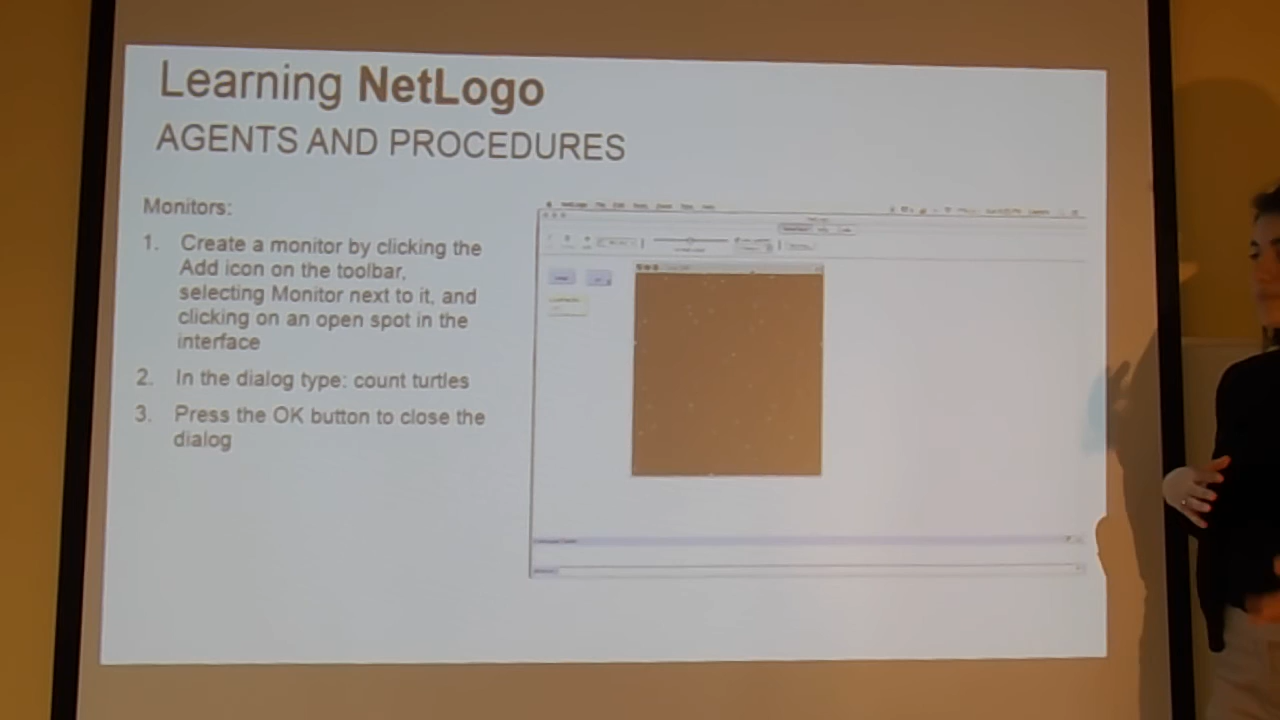 Learning NetLogo
AGENTS AND PROCEDURES
Monitors:
1. Create a monitor by clicking the
Add icon on the toolbar,
selecting Monitor next to it, and
clicking on an open spot in the
interface
2. In the dialog type: count turtles
3. Press the OK button to close the
dialog